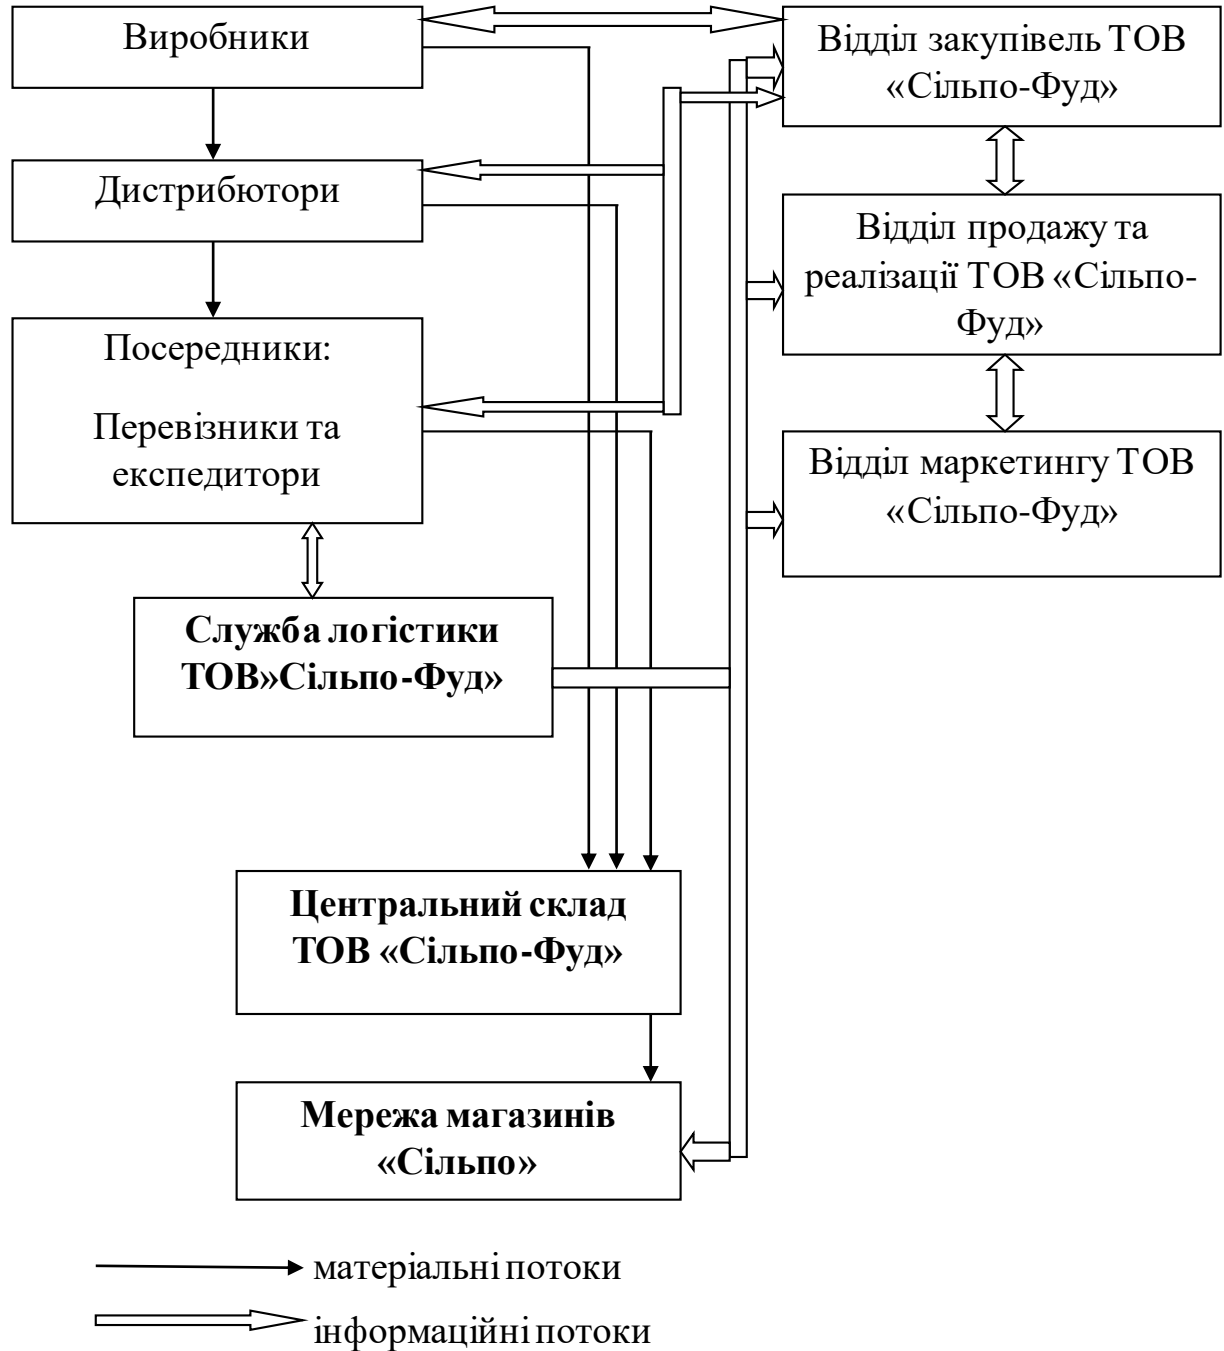 Виробники
Відділ закупівель ТОВ
«Сільпо-Фуд»
Дистрибютори
Відділ продажу та
реалізації ТОВ «Сільпо-
Фуд»
Посередники:
Перевізники та
експедитори
Відділ маркетингу ТОВ
«Сільпо-Фуд»
Служба логістики
ТОВ»Сільпо-Фуд»
Центральний склад
ТОВ «Сільпо-Фуд»
Мережа магазинів
«Сільпо»
матеріальні потоки
інформаційні потоки